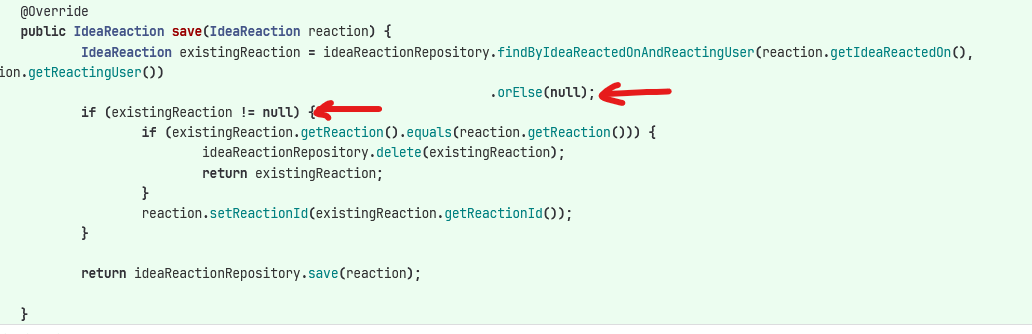 @Override
public IdeaReaction save(IdeaReaction reaction) {
IdeaReaction existingReaction = ideaReactionRepository.findByIdeaReactedOnAndReactingUser(reaction.getIdeaReactedOn(),
ion.getReactingUser())
.orElse(null);
if (existingReaction != null) {
if (existingReaction.getReaction().equals(reaction.getReaction())) {
ideaReactionRepository.delete(existingReaction);
return existingReaction;
}
reaction.setReactionId(existingReaction.getReactionId());
}
return ideaReactionRepository.save(reaction);
}